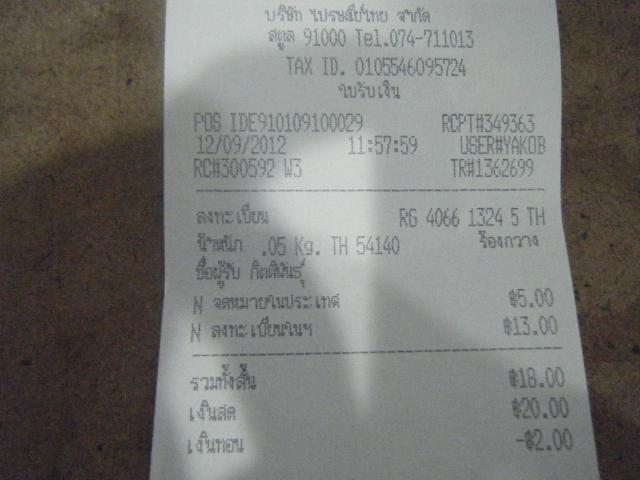 บริษัท ไปรษณีย์ไทย จำกัด
สตูล 91000 Tel.074-711013
TAX ID. 0105546095724
ใบรับเงิน
POS IDE910109100029 RCPT#349363
12/09/2012 11:57:59 USER#YAKOB
RC#300592 W3 TR#1362699
ลงทะเบียน RG 4066 1324 5 TH
น้ำหนัก .05 Kg. TH 54140 ร้องกวาง
ชื่อผู้รับ กิตติพันธุ์
N จดหมายในประเทศ ฿5.00
N ลงทะเบียนในฯ ฿13.00
รวมทั้งสิ้น ฿18.00
เงินสด ฿20.00
เงินทอน -฿2.00